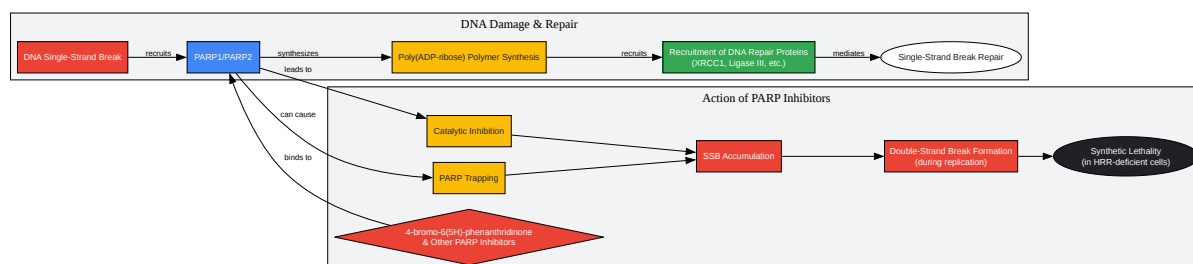 DNA Damage & Repair
DNA Single-Strand Break
recruits
PARP1/PARP2
synthesizes
Poly(ADP-ribose) Polymer Synthesis
recruits
Recruitment of DNA Repair Proteins
(XRCC1, Ligase III, etc.)
mediates
Single-Strand Break Repair
leads to
Action of PARP Inhibitors
can cause
Catalytic Inhibition
binds to
PARP Trapping
SSB Accumulation
Double-Strand Break Formation
(during replication)
Synthetic Lethality
(in HRR-deficient cells)
4-bromo-6(5H)-phenanthridinone
& Other PARP Inhibitors